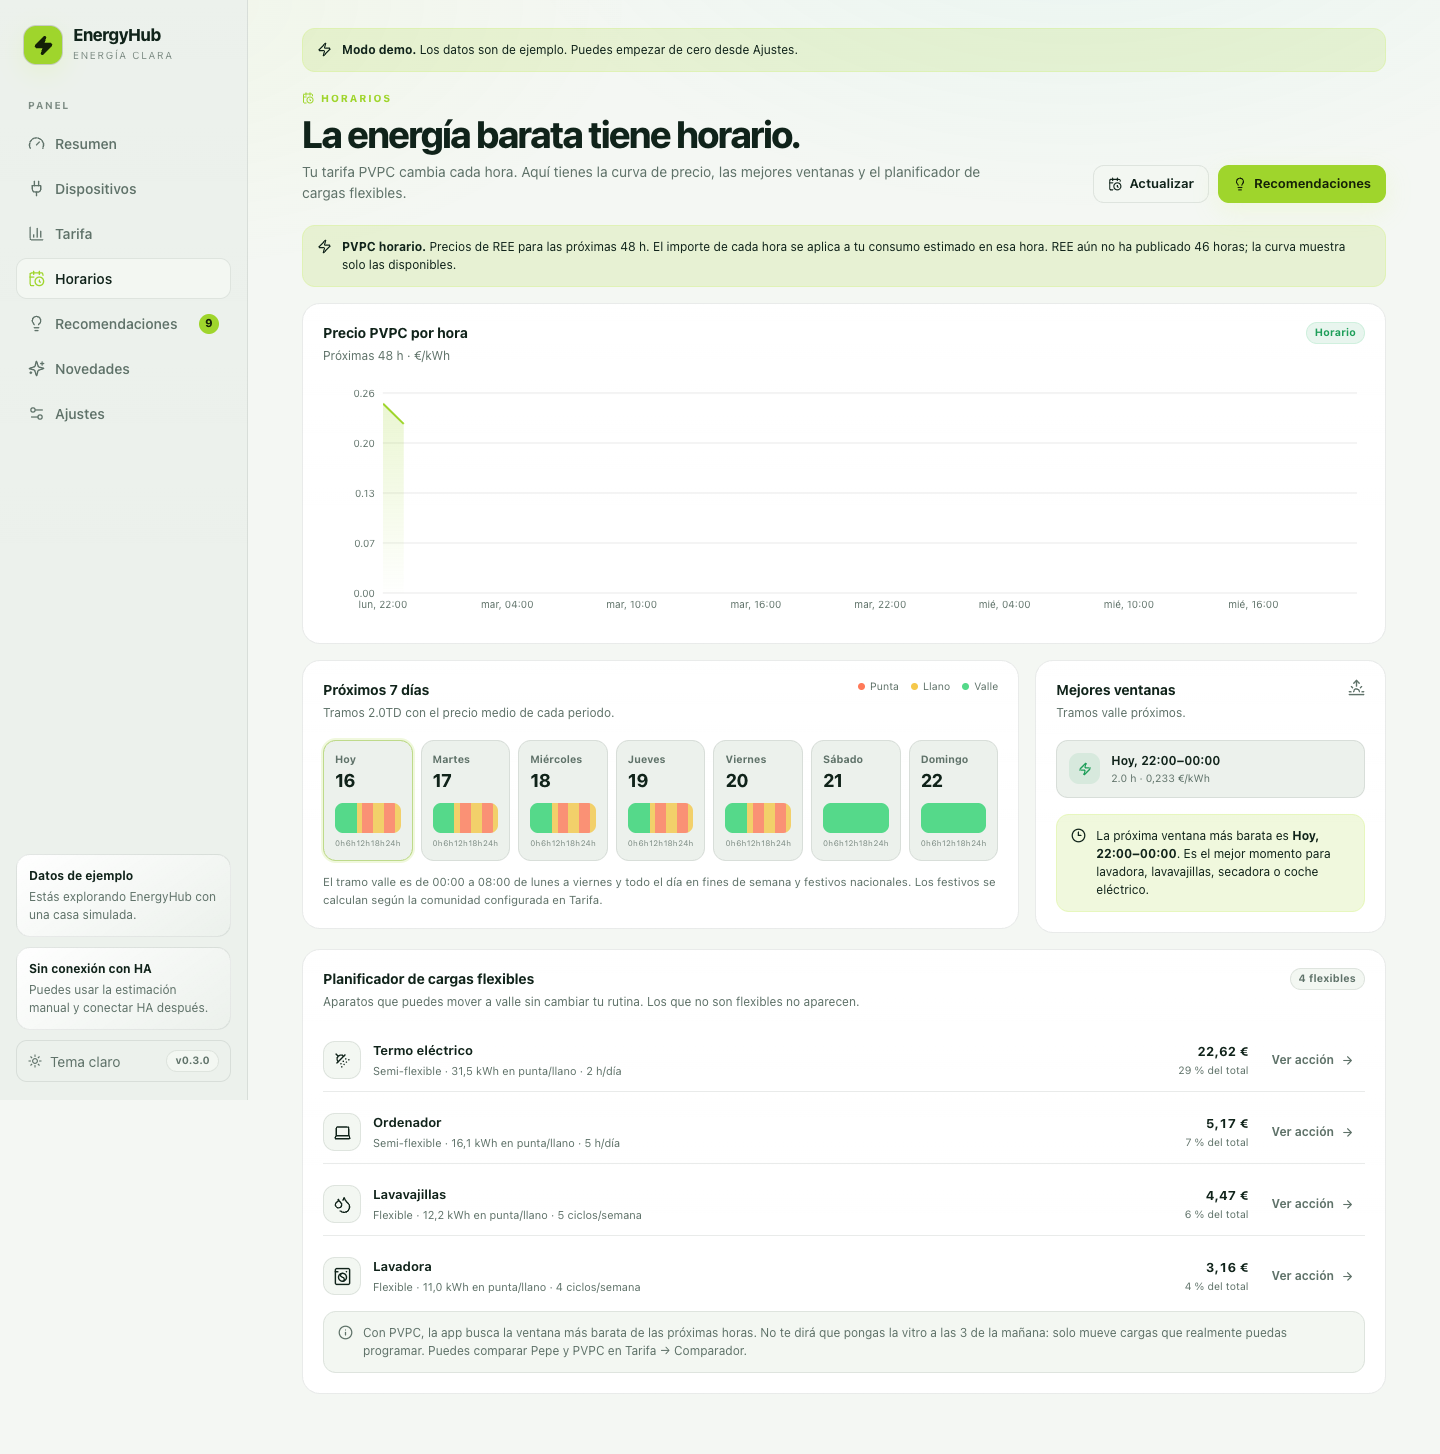 EnergyHub
ENERGÍA CLARA
PANEL
Resumen
Dispositivos
Tarifa
Horarios
Recomendaciones 9
Novedades
Ajustes
Datos de ejemplo
Estás explorando EnergyHub con
una casa simulada.
Sin conexión con HA
Puedes usar la estimación
manual y conectar HA después.
Tema claro v0.3.0
Modo demo. Los datos son de ejemplo. Puedes empezar de cero desde Ajustes.
HORARIOS
La energía barata tiene horario.
Tu tarifa PVPC cambia cada hora. Aquí tienes la curva de precio, las mejores ventanas y el planificador de
cargas flexibles.
Actualizar
Recomendaciones
PVPC horario. Precios de REE para las próximas 48 h. El importe de cada hora se aplica a tu consumo estimado en esa hora. REE aún no ha publicado 46 horas; la curva muestra
solo las disponibles.
Precio PVPC por hora
Horario
Próximas 48 h · €/kWh
0.26
0.20
0.13
0.07
0.00
lun, 22:00 mar, 04:00 mar, 10:00 mar, 16:00 mar, 22:00 mié, 04:00 mié, 10:00 mié, 16:00
Próximos 7 días
Punta Llano Valle
Tramos 2.0TD con el precio medio de cada periodo.
Hoy Martes Miércoles Jueves Viernes Sábado Domingo
16 17 18 19 20 21 22
0h6h12h18h24h 0h6h12h18h24h 0h6h12h18h24h 0h6h12h18h24h 0h6h12h18h24h 0h6h12h18h24h 0h6h12h18h24h
El tramo valle es de 00:00 a 08:00 de lunes a viernes y todo el día en fines de semana y festivos nacionales. Los festivos se
calculan según la comunidad configurada en Tarifa.
Mejores ventanas
Tramos valle próximos.
Hoy, 22:00–00:00
2.0 h · 0,233 €/kWh
La próxima ventana más barata es Hoy,
22:00–00:00. Es el mejor momento para
lavadora, lavavajillas, secadora o coche
eléctrico.
Planificador de cargas flexibles
4 flexibles
Aparatos que puedes mover a valle sin cambiar tu rutina. Los que no son flexibles no aparecen.
Termo eléctrico
Semi-flexible · 31,5 kWh en punta/llano · 2 h/día
22,62 €
29 % del total
Ver acción →
Ordenador
Semi-flexible · 16,1 kWh en punta/llano · 5 h/día
5,17 €
7 % del total
Ver acción →
Lavavajillas
Flexible · 12,2 kWh en punta/llano · 5 ciclos/semana
4,47 €
6 % del total
Ver acción →
Lavadora
Flexible · 11,0 kWh en punta/llano · 4 ciclos/semana
3,16 €
4 % del total
Ver acción →
Con PVPC, la app busca la ventana más barata de las próximas horas. No te dirá que pongas la vitro a las 3 de la mañana: solo mueve cargas que realmente puedas
programar. Puedes comparar Pepe y PVPC en Tarifa → Comparador.